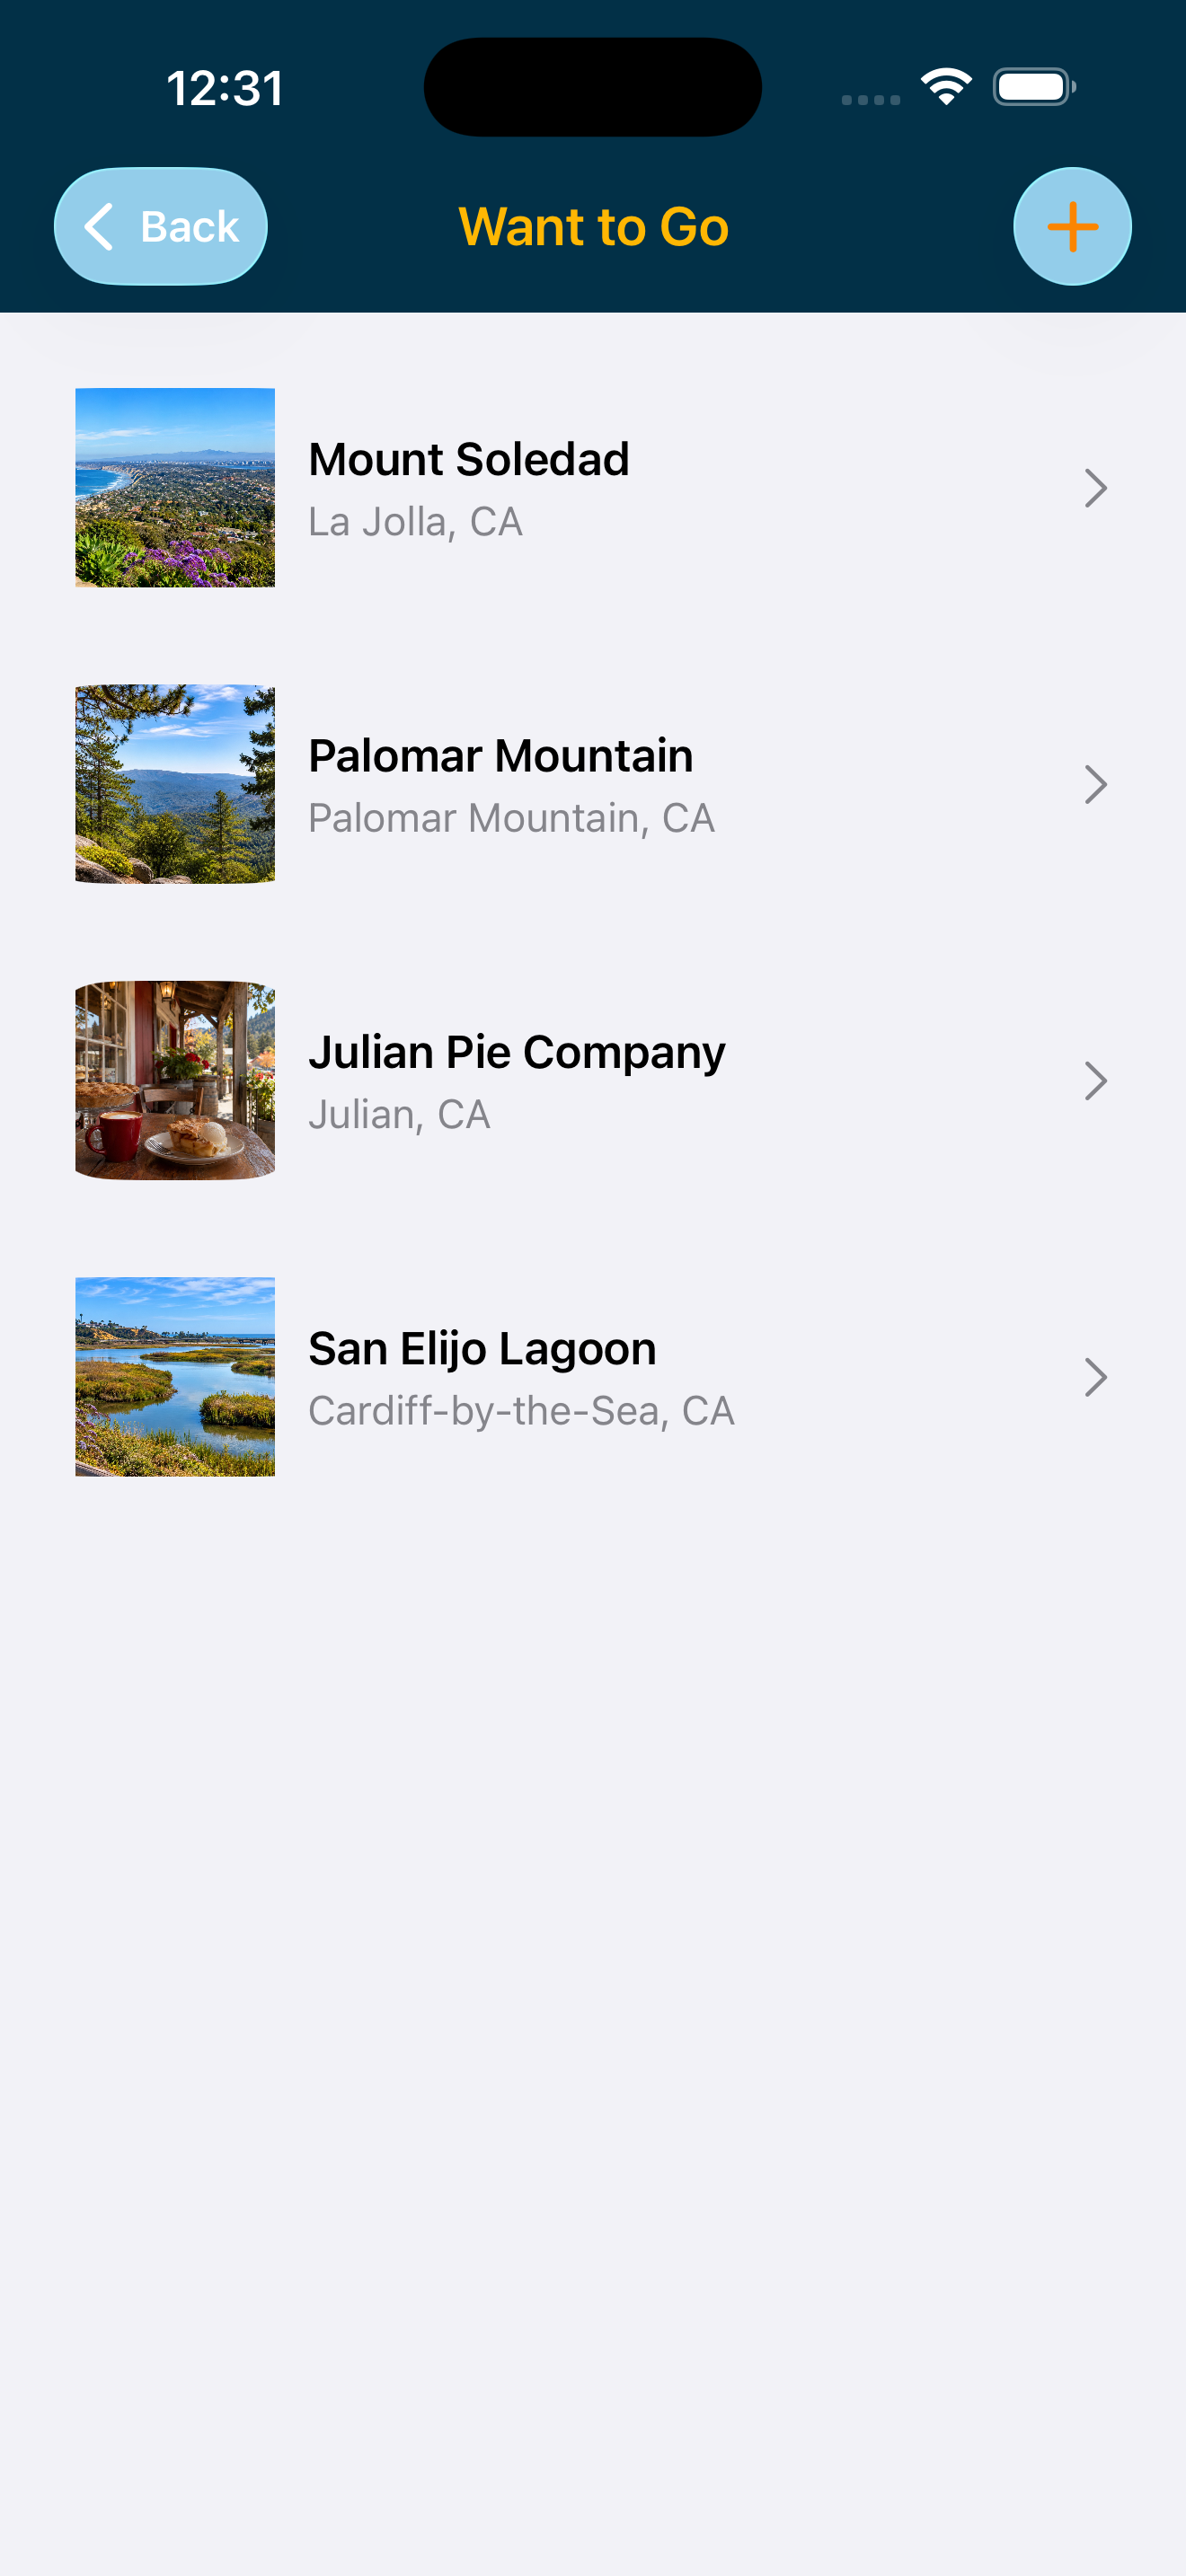 12:31
Back
Want to Go
Mount Soledad
La Jolla, CA
Palomar Mountain
Palomar Mountain, CA
Julian Pie Company
Julian, CA
San Elijo Lagoon
Cardiff-by-the-Sea, CA